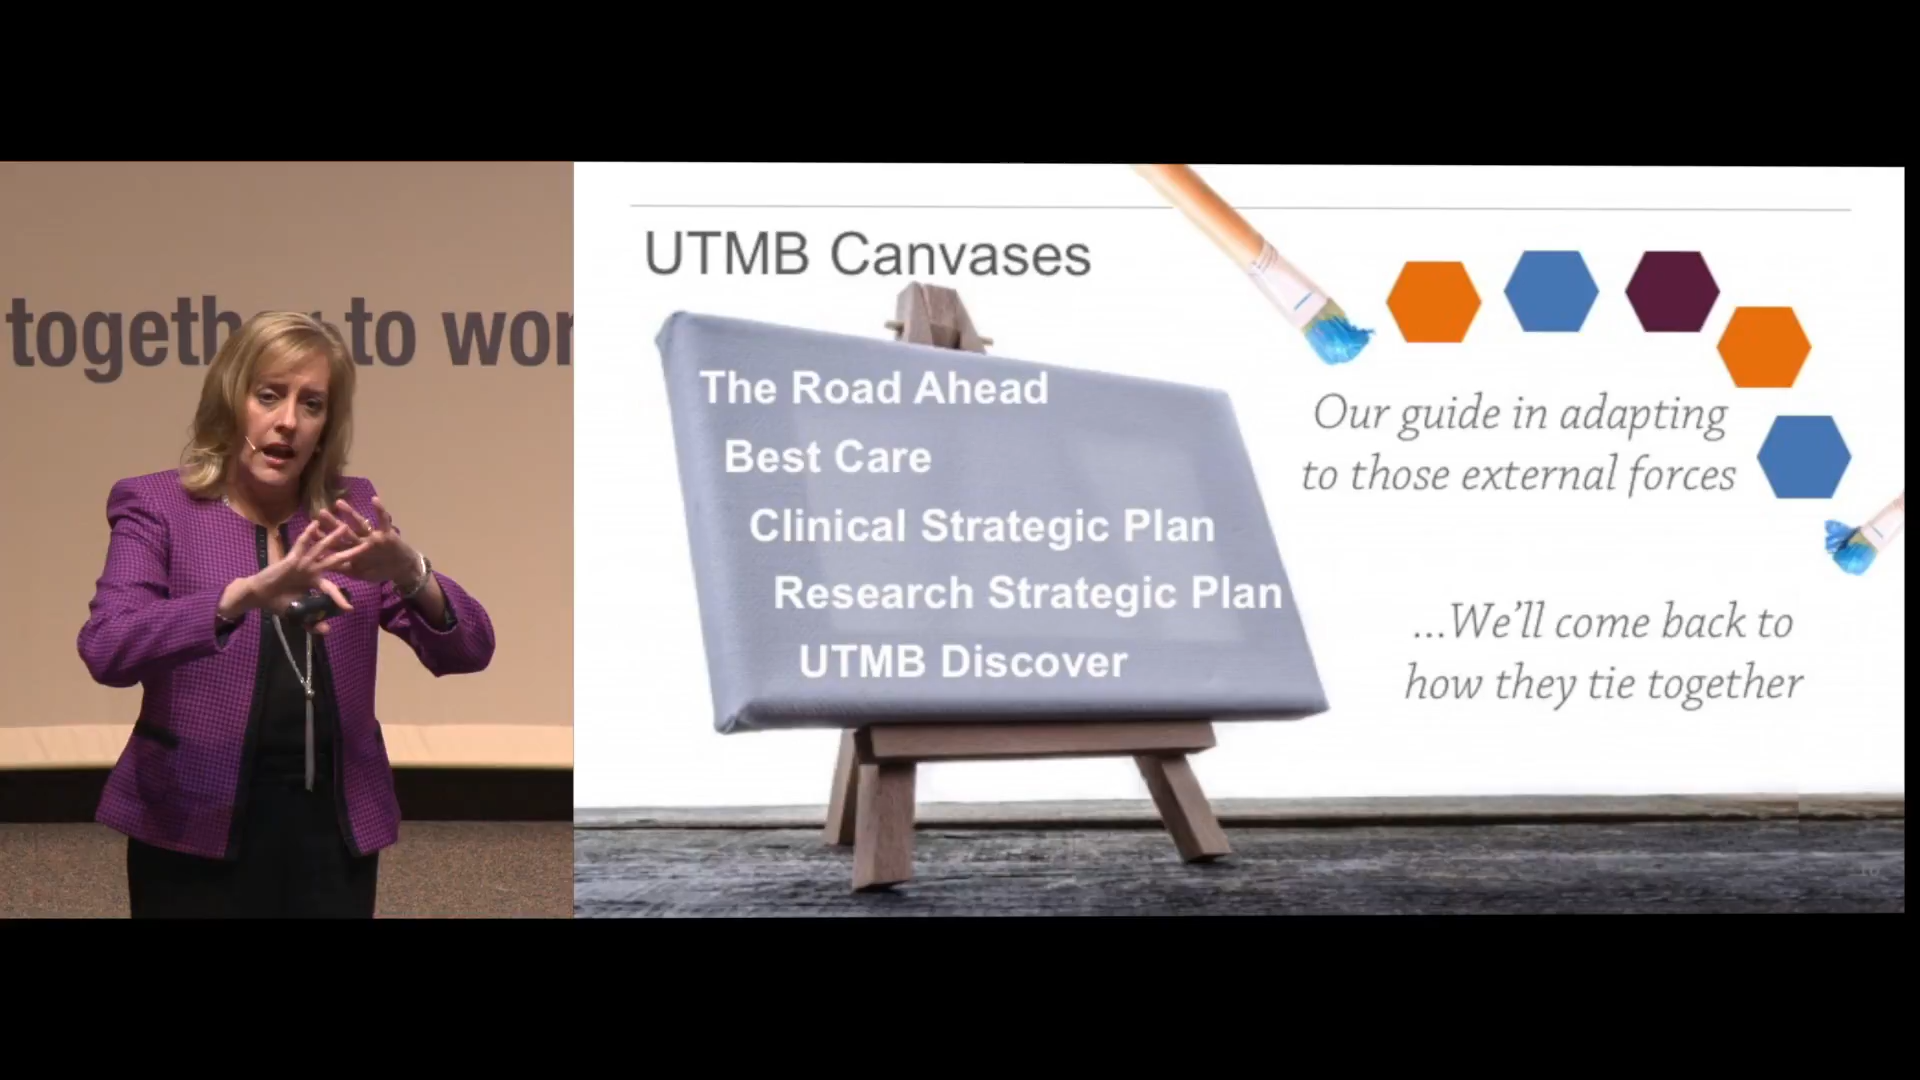 together to wor
UTMB Canvases
The Road Ahead
Best Care
Clinical Strategic Plan
Research Strategic Plan
UTMB Discover
Our guide in adapting
to those external forces
...We'll come back to
how they tie together